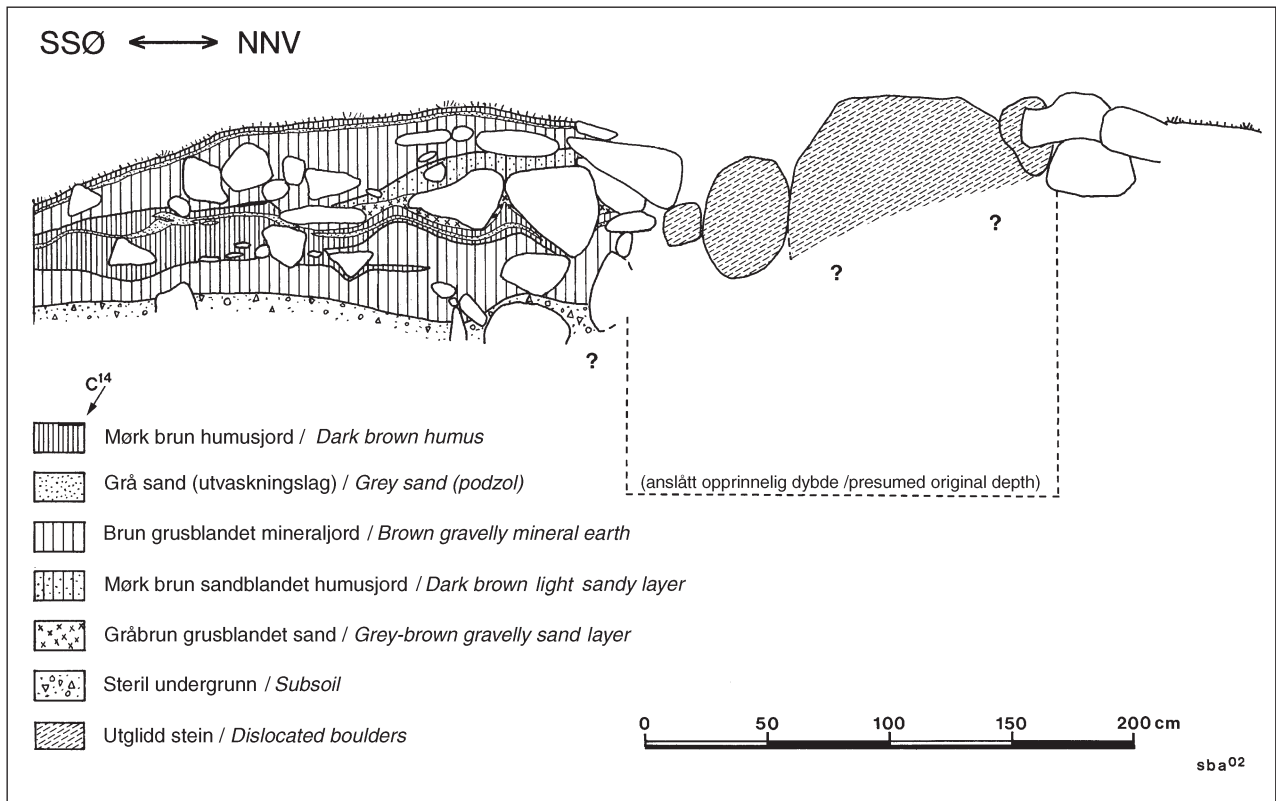 SSØ NNV
?
?
?
C14
Mørk brun humusjord / Dark brown humus
Grå sand (utvaskningslag) / Grey sand (podzol)
(anslått opprinnelig dybde /presumed original depth)
Brun grusblandet mineraljord / Brown gravelly mineral earth
Mørk brun sandblandet humusjord / Dark brown light sandy layer
Gråbrun grusblandet sand / Grey-brown gravelly sand layer
Steril undergrunn / Subsoil
Utglidd stein / Dislocated boulders
0 50 100 150 200 cm
sba02